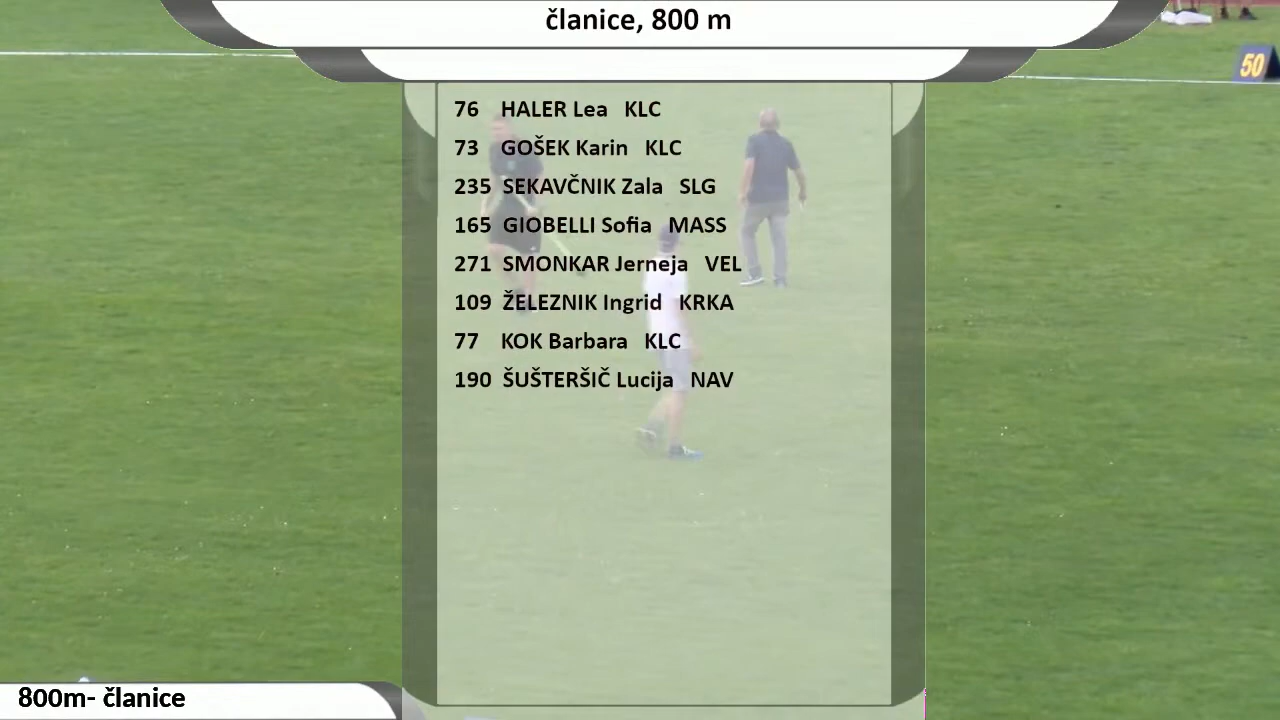 članice, 800 m
50
76 HALER Lea KLC
73 GOŠEK Karin KLC
235 SEKAVČNIK Zala SLG
165 GIOBELLI Sofia MASS
271 SMONKAR Jerneja VEL
109 ŽELEZNIK Ingrid KRKA
77 KOK Barbara KLC
190 ŠUŠTERŠIČ Lucija NAV
800m- članice